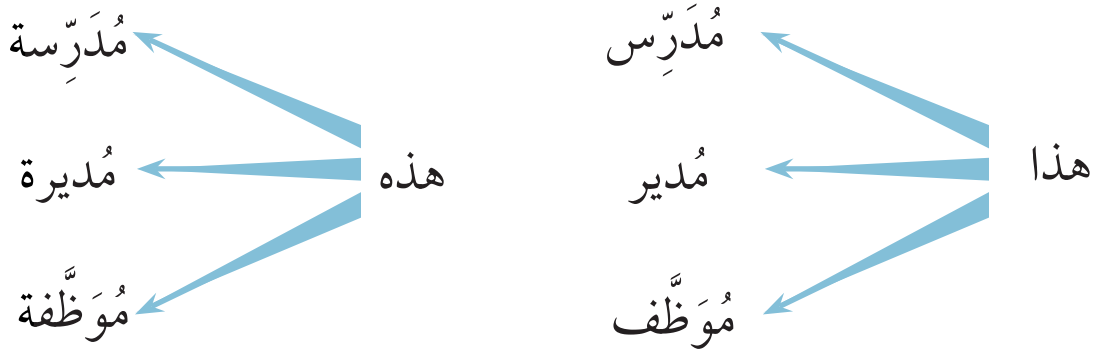 هذا
مُدَرِّس
مُدير
مُوَظَّف
هذه
مُدَرِّسة
مُديرة
مُوَظَّفة